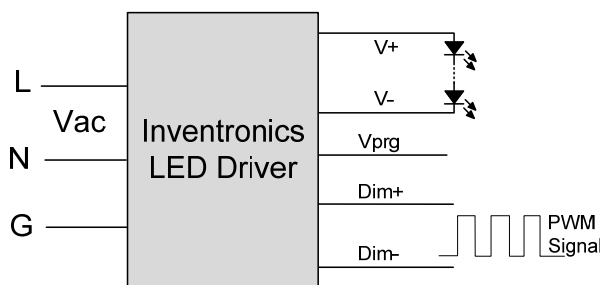 L
Vac
N
G
Inventronics
LED Driver
V+
V-
Vprg
Dim+
Dim-
PWM
Signal